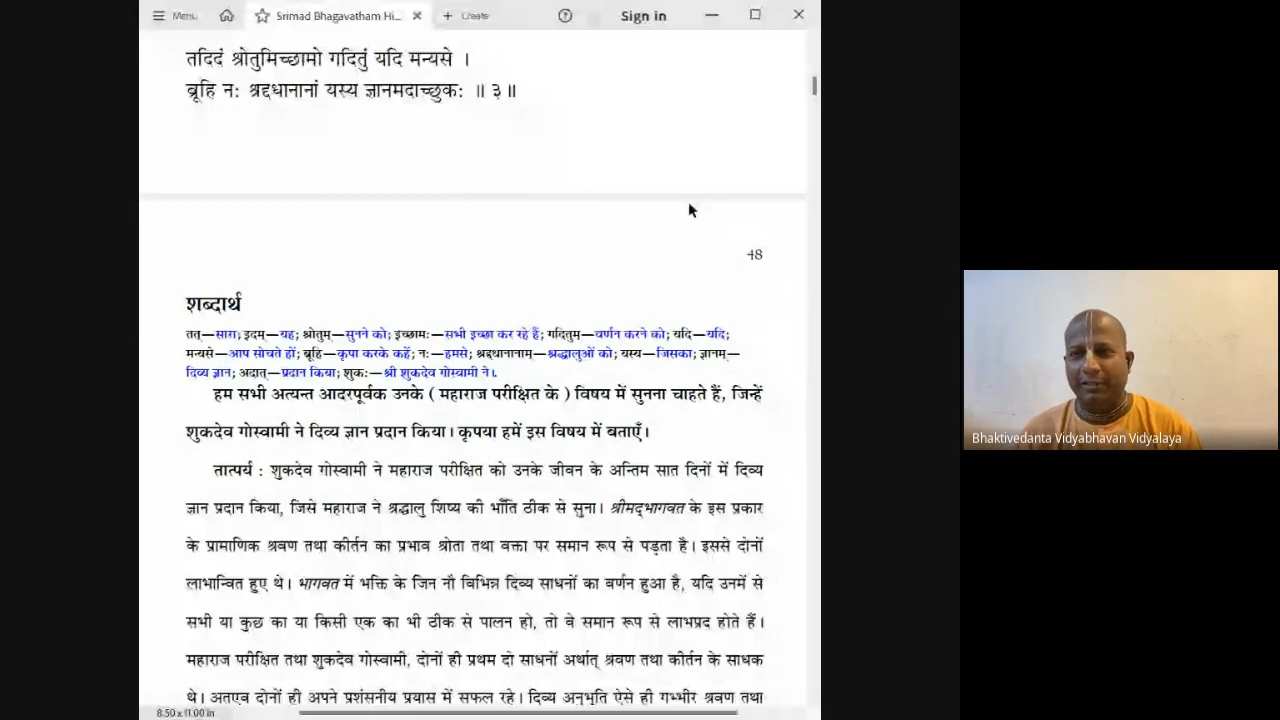 Menu
Srimad Bhagavatham Hi...
Create
Sign in
तदिदं श्रोतुमिच्छामो गदितुं यदि मन्यसे ।
ब्रूहि नः श्रद्दधानानां यस्य ज्ञानमदाच्छुकः ॥ ३ ॥
48
शब्दार्थ
तत्—सारा; इदम्—यह; श्रोतुम्—सुनने को; इच्छामः—सभी इच्छा कर रहे हैं; गदितुम्—वर्णन करने को; यदि—यदि;
मन्यसे—आप सोचते हों; ब्रूहि—कृपा करके कहें; नः—हमसे; श्रद्दधानानाम्—श्रद्धालुओं को; यस्य—जिसका; ज्ञानम्—
दिव्य ज्ञान; अदात्—प्रदान किया; शुकः—श्री शुकदेव गोस्वामी ने।.
हम सभी अत्यन्त आदरपूर्वक उनके ( महाराज परीक्षित के ) विषय में सुनना चाहते हैं, जिन्हें
शुकदेव गोस्वामी ने दिव्य ज्ञान प्रदान किया। कृपया हमें इस विषय में बताएँ।
तात्पर्य : शुकदेव गोस्वामी ने महाराज परीक्षित को उनके जीवन के अन्तिम सात दिनों में दिव्य
ज्ञान प्रदान किया, जिसे महाराज ने श्रद्धालु शिष्य की भाँति ठीक से सुना। श्रीमद्भागवत के इस प्रकार
के प्रामाणिक श्रवण तथा कीर्तन का प्रभाव श्रोता तथा वक्ता पर समान रूप से पड़ता है। इससे दोनों
लाभान्वित हुए थे। भागवत में भक्ति के जिन नौ विभिन्न दिव्य साधनों का वर्णन हुआ है, यदि उनमें से
सभी या कुछ का या किसी एक का भी ठीक से पालन हो, तो वे समान रूप से लाभप्रद होते हैं।
महाराज परीक्षित तथा शुकदेव गोस्वामी, दोनों ही प्रथम दो साधनों अर्थात् श्रवण तथा कीर्तन के साधक
थे। अतएव दोनों ही अपने प्रशंसनीय प्रयास में सफल रहे। दिव्य अनुभूति ऐसे ही गम्भीर श्रवण तथा
8.50 x 11.00 in
Bhaktivedanta Vidyabhavan Vidyalaya